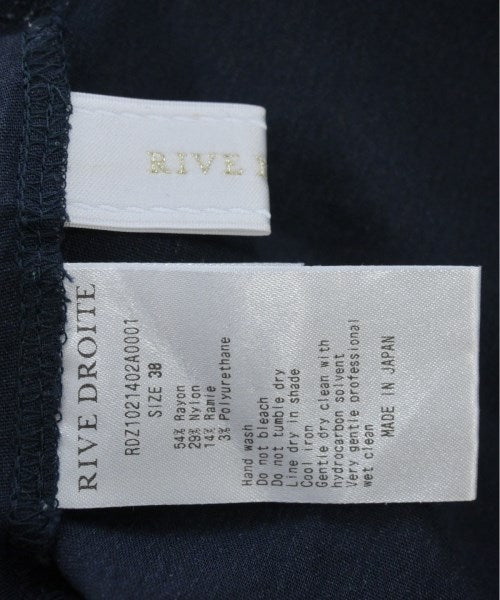 RIVE
RIVE DROITE
RDZ1021402A0001
SIZE 38
54% Rayon
29% Nylon
14% Ramie
3% Polyurethane
Hand wash
Do not bleach
Do not tumble dry
Line dry in shade
Cool iron
Gentle dry clean with
hydrocarbon solvent
Very gentle professional
wet clean
MADE IN JAPAN